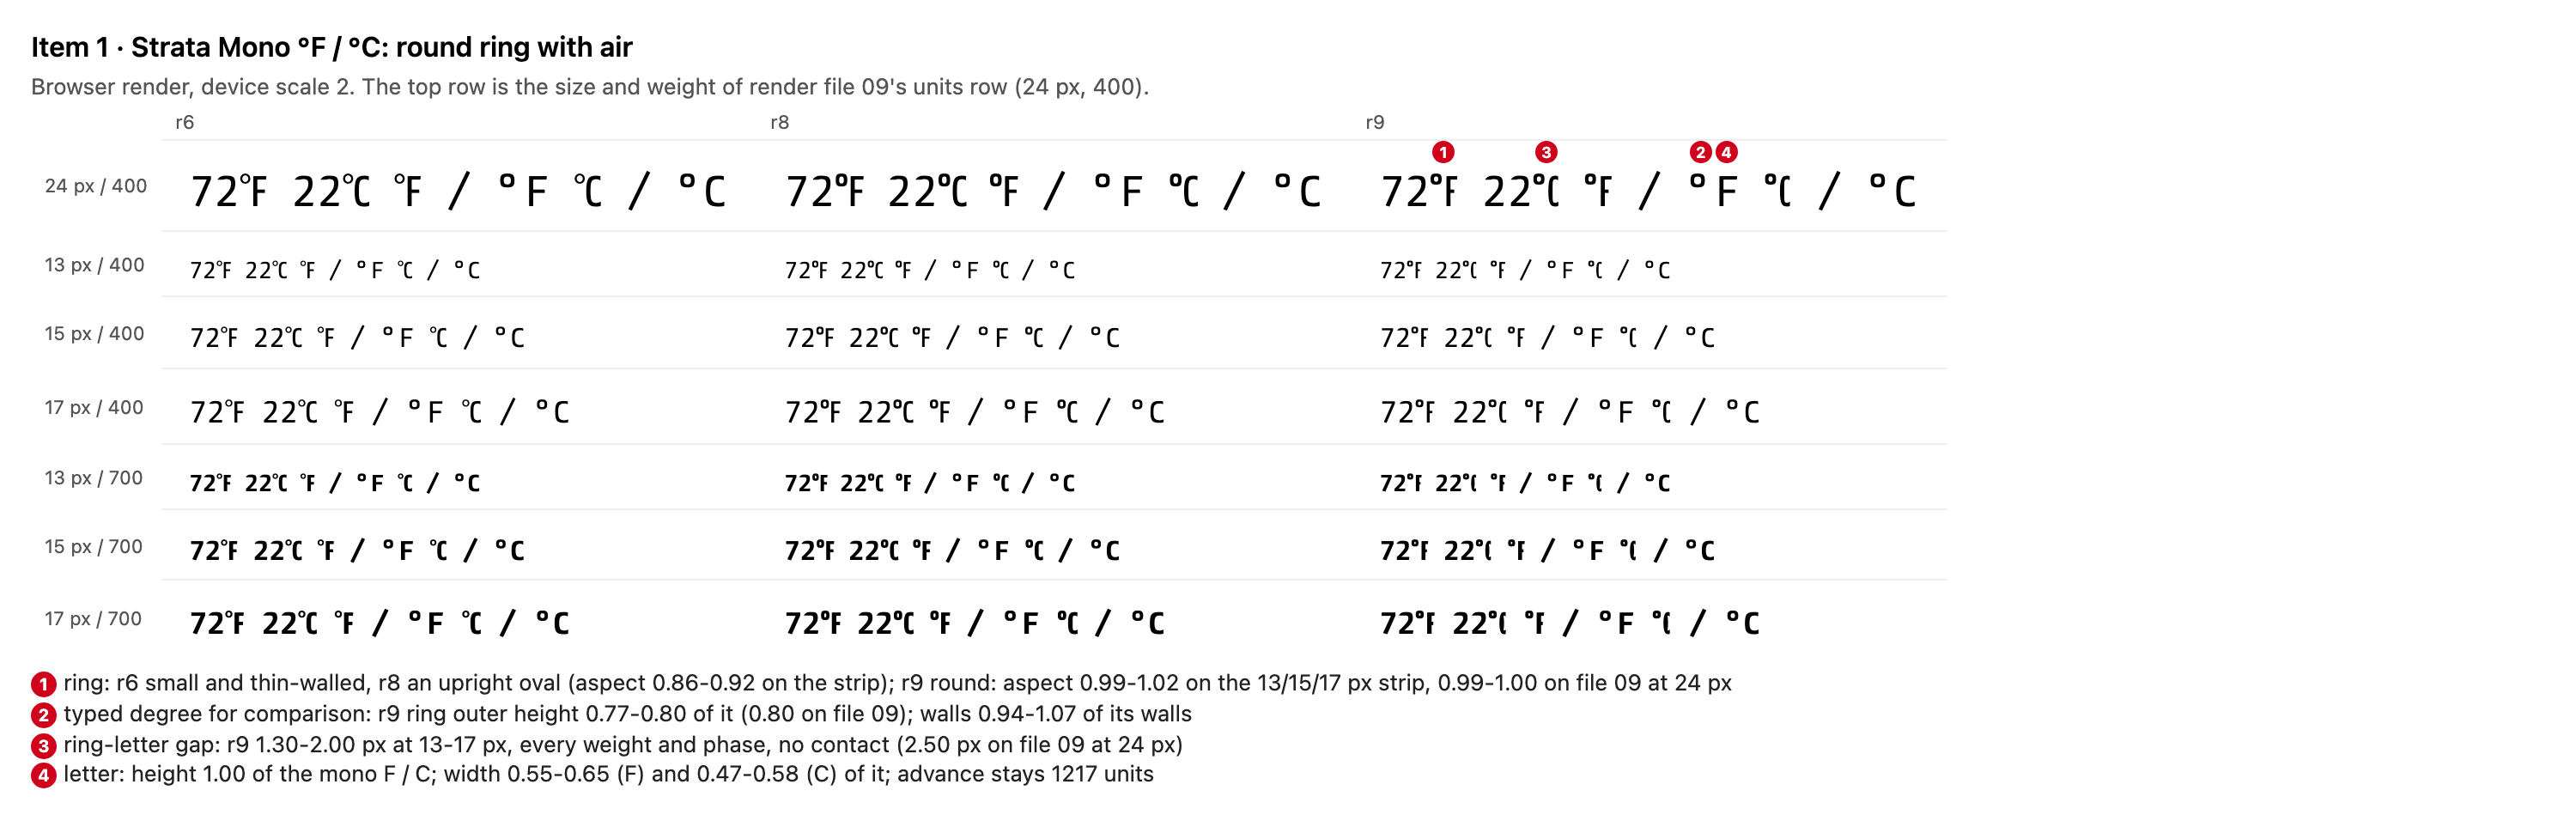 Item 1 · Strata Mono °F / °C: round ring with air
Browser render, device scale 2. The top row is the size and weight of render file 09's units row (24 px, 400).
r6 r8 r9
1 3 2 4
24 px / 400 72℉ 22℃ ℉ / °F ℃ / °C 72℉ 22℃ ℉ / °F ℃ / °C 72℉ 22℃ ℉ / °F ℃ / °C
13 px / 400 72℉ 22℃ ℉ / °F ℃ / °C 72℉ 22℃ ℉ / °F ℃ / °C 72℉ 22℃ ℉ / °F ℃ / °C
15 px / 400 72℉ 22℃ ℉ / °F ℃ / °C 72℉ 22℃ ℉ / °F ℃ / °C 72℉ 22℃ ℉ / °F ℃ / °C
17 px / 400 72℉ 22℃ ℉ / °F ℃ / °C 72℉ 22℃ ℉ / °F ℃ / °C 72℉ 22℃ ℉ / °F ℃ / °C
13 px / 700 72℉ 22℃ ℉ / °F ℃ / °C 72℉ 22℃ ℉ / °F ℃ / °C 72℉ 22℃ ℉ / °F ℃ / °C
15 px / 700 72℉ 22℃ ℉ / °F ℃ / °C 72℉ 22℃ ℉ / °F ℃ / °C 72℉ 22℃ ℉ / °F ℃ / °C
17 px / 700 72℉ 22℃ ℉ / °F ℃ / °C 72℉ 22℃ ℉ / °F ℃ / °C 72℉ 22℃ ℉ / °F ℃ / °C
1 ring: r6 small and thin-walled, r8 an upright oval (aspect 0.86-0.92 on the strip); r9 round: aspect 0.99-1.02 on the 13/15/17 px strip, 0.99-1.00 on file 09 at 24 px
2 typed degree for comparison: r9 ring outer height 0.77-0.80 of it (0.80 on file 09); walls 0.94-1.07 of its walls
3 ring-letter gap: r9 1.30-2.00 px at 13-17 px, every weight and phase, no contact (2.50 px on file 09 at 24 px)
4 letter: height 1.00 of the mono F / C; width 0.55-0.65 (F) and 0.47-0.58 (C) of it; advance stays 1217 units